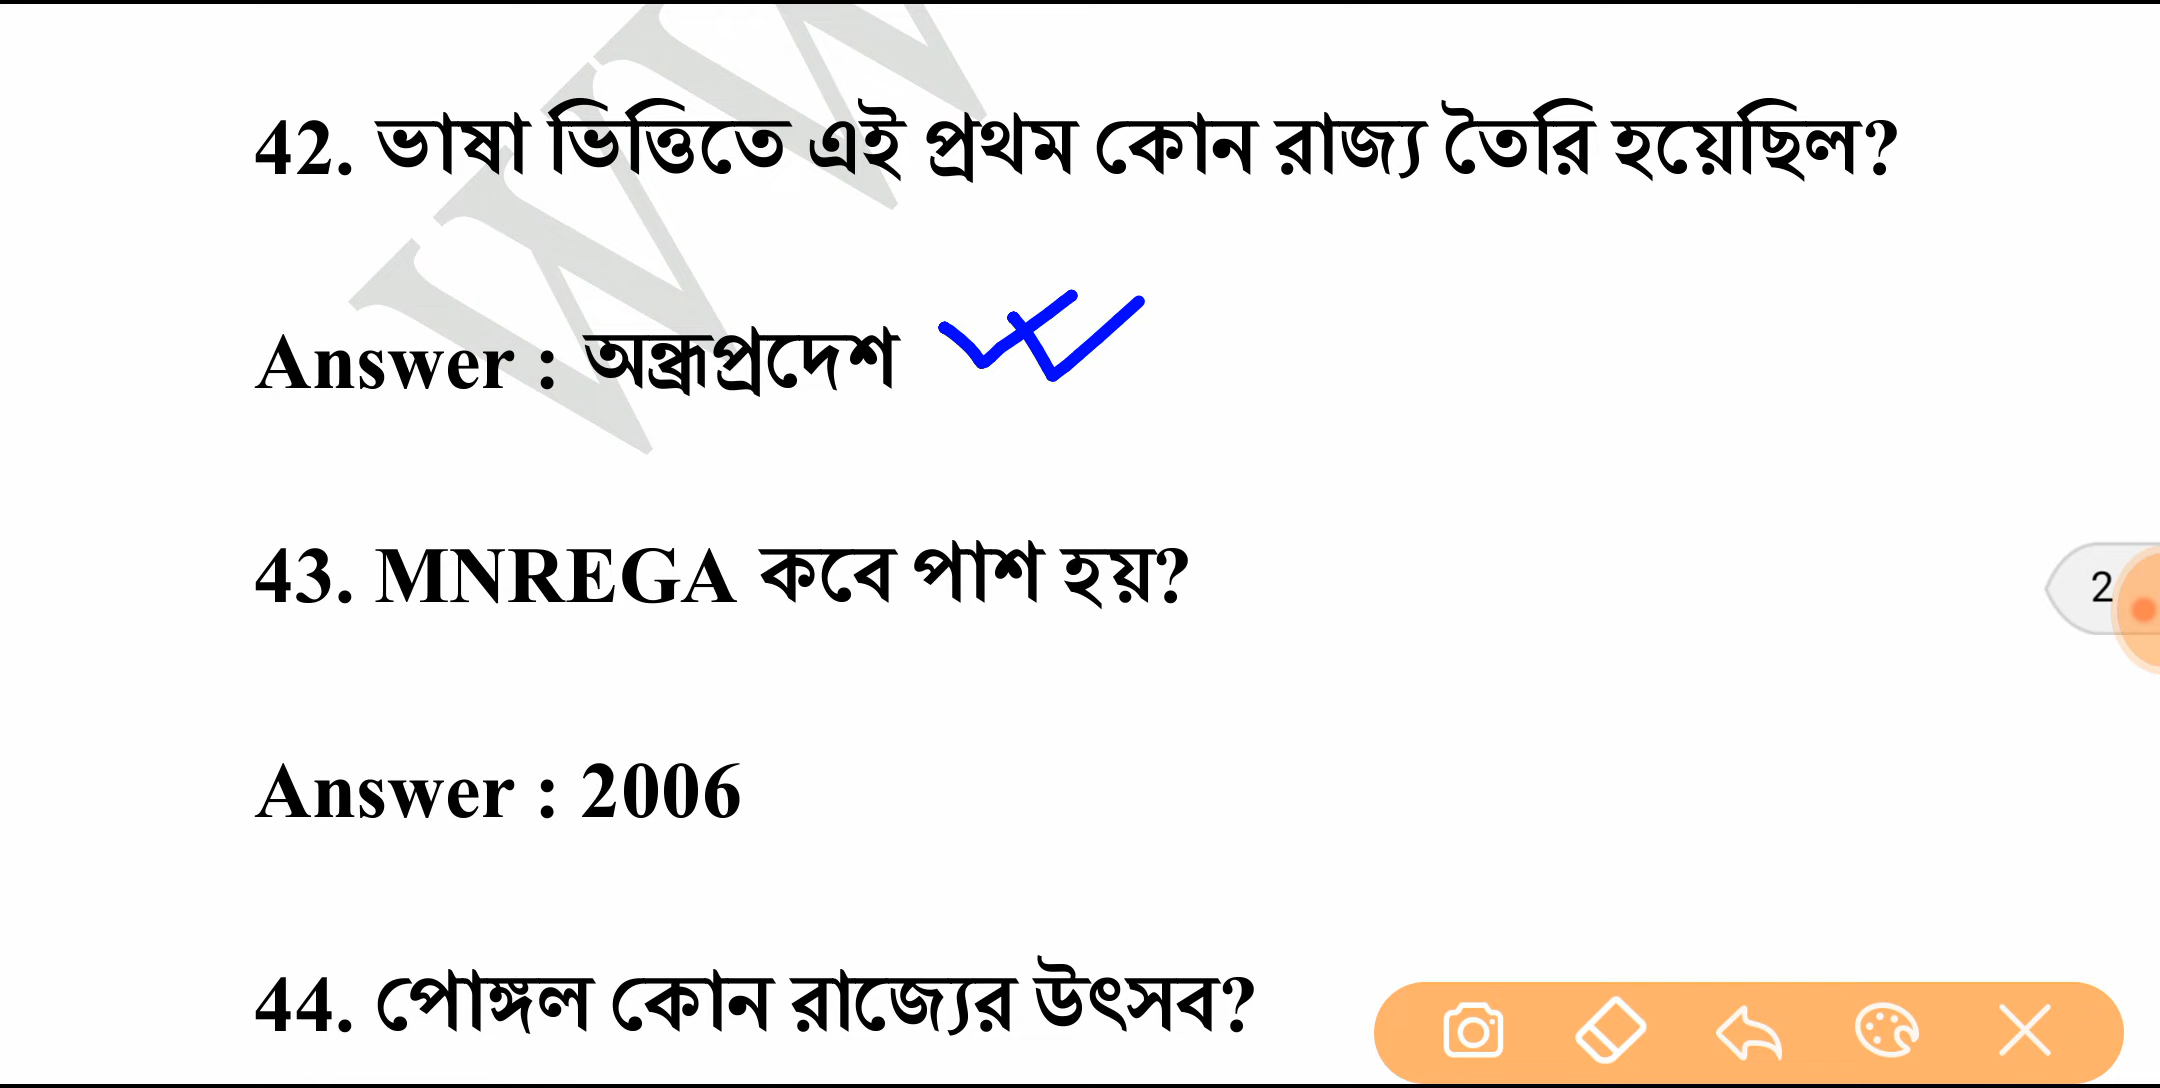 42. ভাষা ভিত্তিতে এই প্রথম কোন রাজ্য তৈরি হয়েছিল?
Answer : অন্ধ্রপ্রদেশ
43. MNREGA কবে পাশ হয়?
2
Answer : 2006
44. পোঙ্গল কোন রাজ্যের উৎসব?